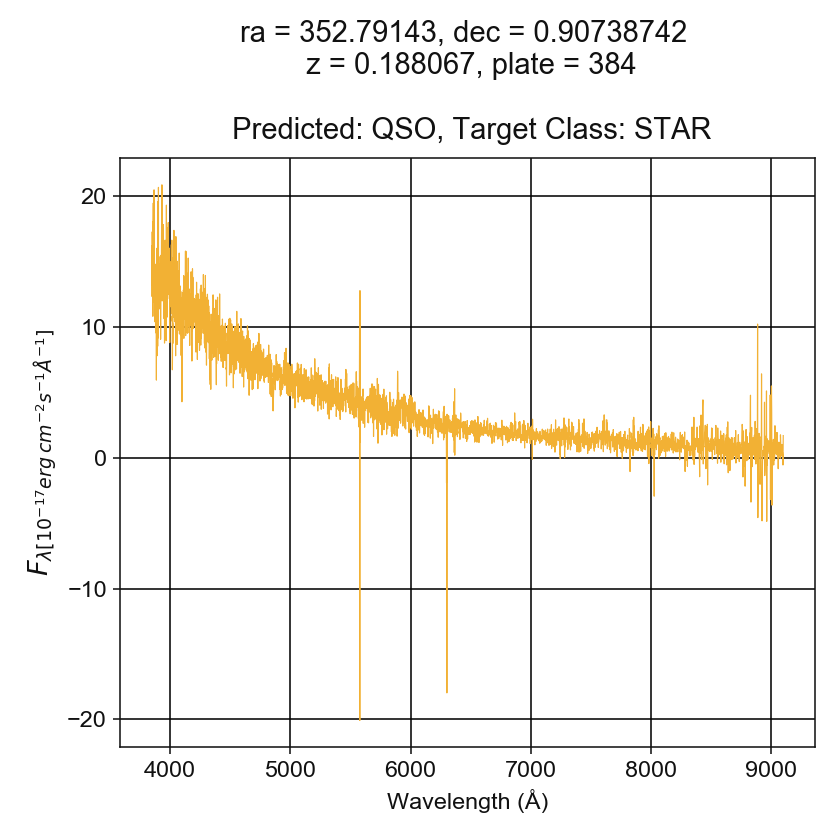 ra = 352.79143, dec = 0.90738742
z = 0.188067, plate = 384
Predicted: QSO, Target Class: STAR
20
10
0
−10
−20
F_{λ[10^{−17} erg cm^{−2} s^{−1} Å^{−1}]}
4000 5000 6000 7000 8000 9000
Wavelength (Å)